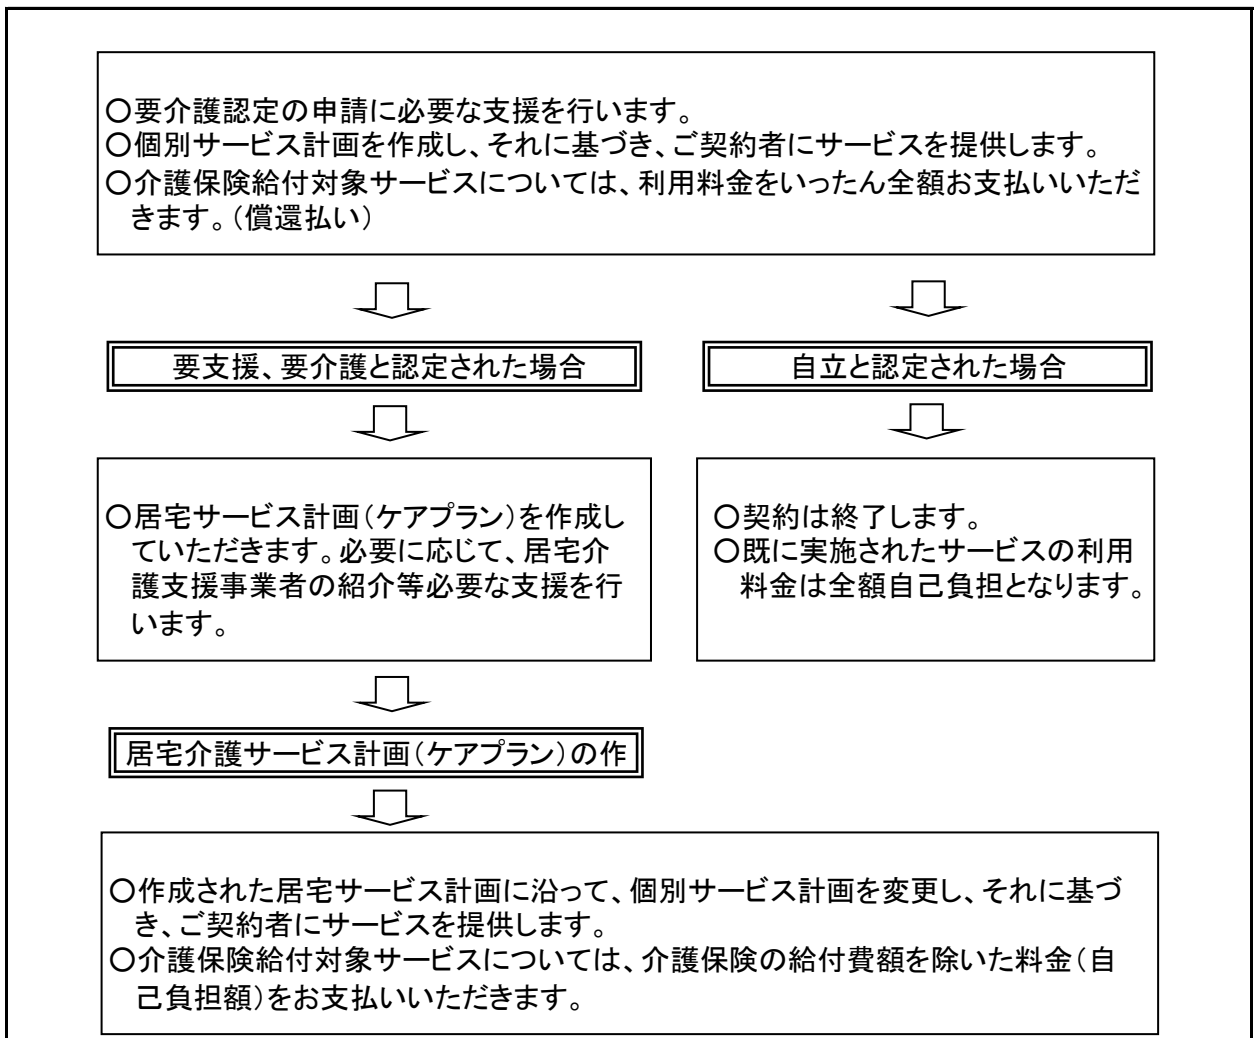 〇要介護認定の申請に必要な支援を行います。
〇個別サービス計画を作成し、それに基づき、ご契約者にサービスを提供します。
〇介護保険給付対象サービスについては、利用料金をいったん全額お支払いいただ
きます。（償還払い）
要支援、要介護と認定された場合
自立と認定された場合
〇居宅サービス計画（ケアプラン）を作成し
ていただきます。必要に応じて、居宅介
護支援事業者の紹介等必要な支援を行
います。
〇契約は終了します。
〇既に実施されたサービスの利用
料金は全額自己負担となります。
居宅介護サービス計画（ケアプラン）の作
〇作成された居宅サービス計画に沿って、個別サービス計画を変更し、それに基づ
き、ご契約者にサービスを提供します。
〇介護保険給付対象サービスについては、介護保険の給付費額を除いた料金（自
己負担額）をお支払いいただきます。